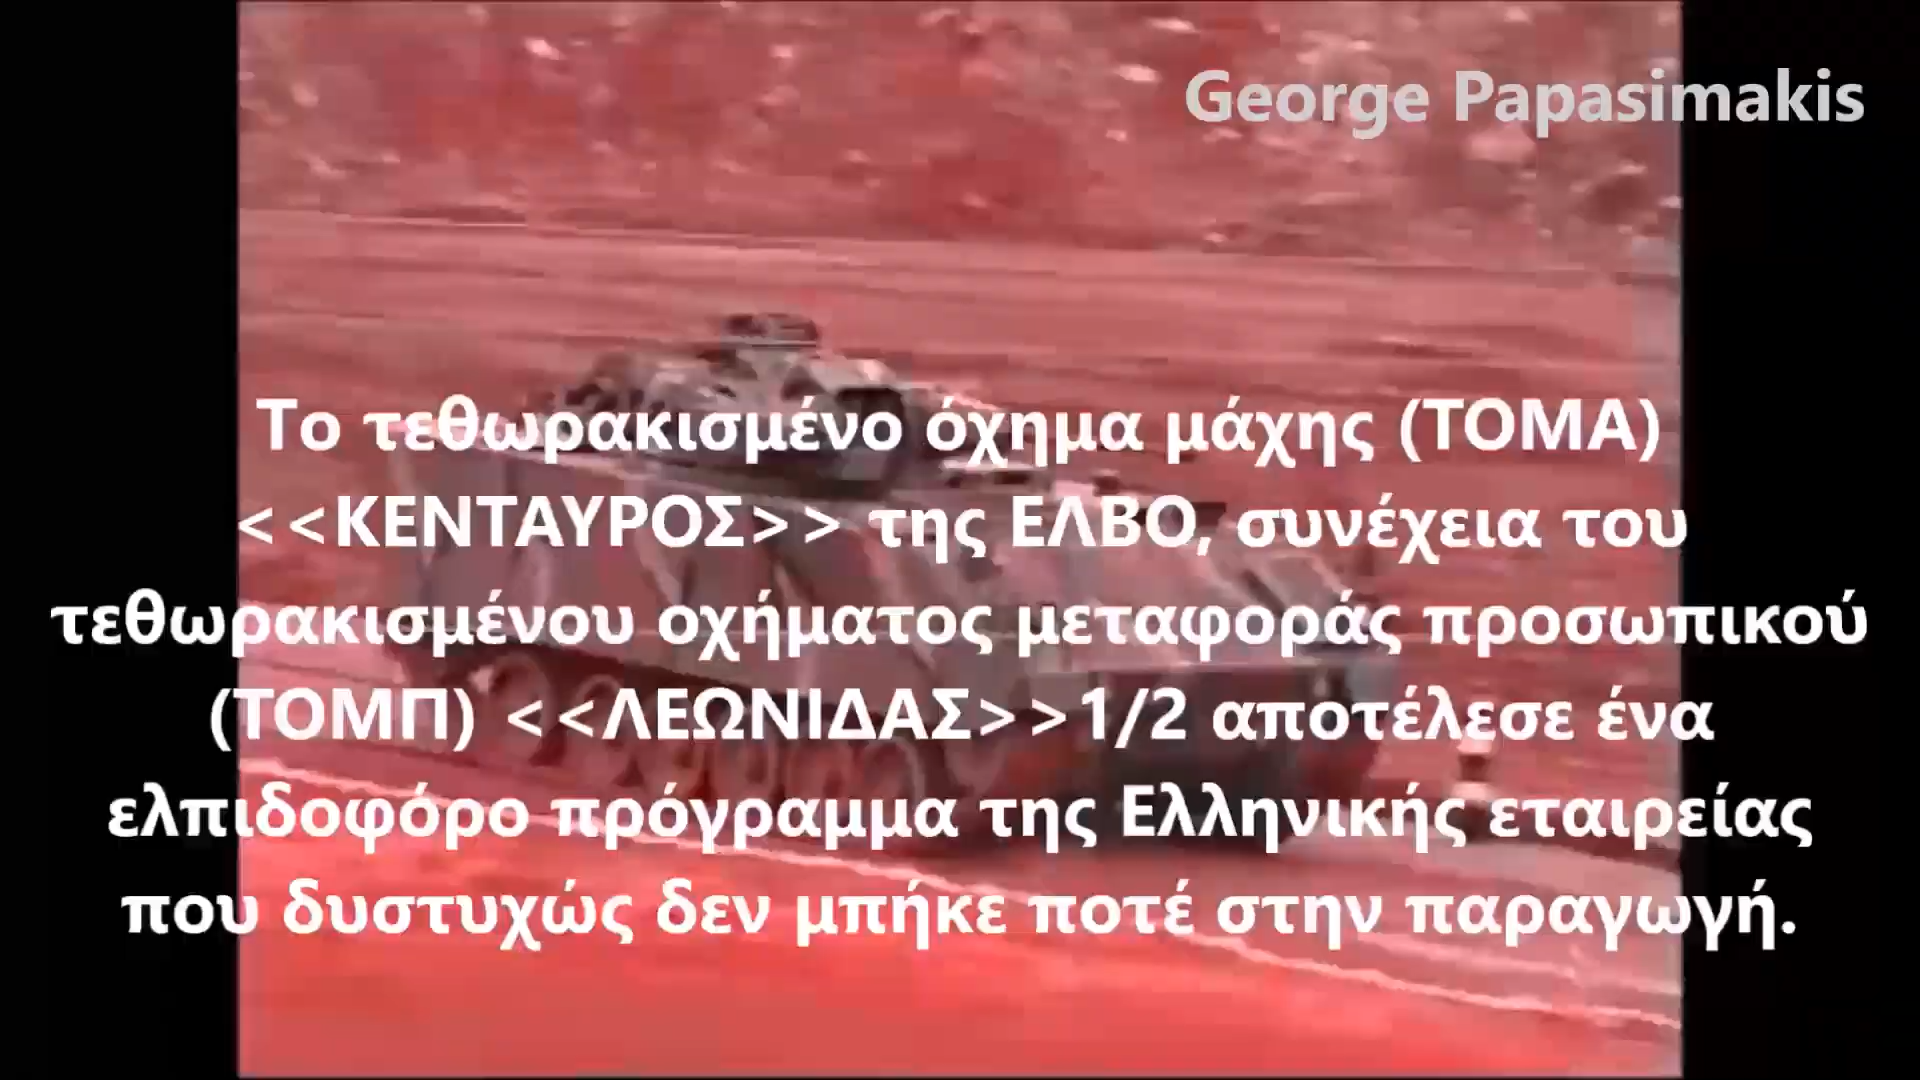 George Papasimakis
Το τεθωρακισμένο όχημα μάχης (ΤΟΜΑ)
<<ΚΕΝΤΑΥΡΟΣ>> της ΕΛΒΟ, συνέχεια του
τεθωρακισμένου οχήματος μεταφοράς προσωπικού
(ΤΟΜΠ) <<ΛΕΩΝΙΔΑΣ>>1/2 αποτέλεσε ένα
ελπιδοφόρο πρόγραμμα της Ελληνικής εταιρείας
που δυστυχώς δεν μπήκε ποτέ στην παραγωγή.